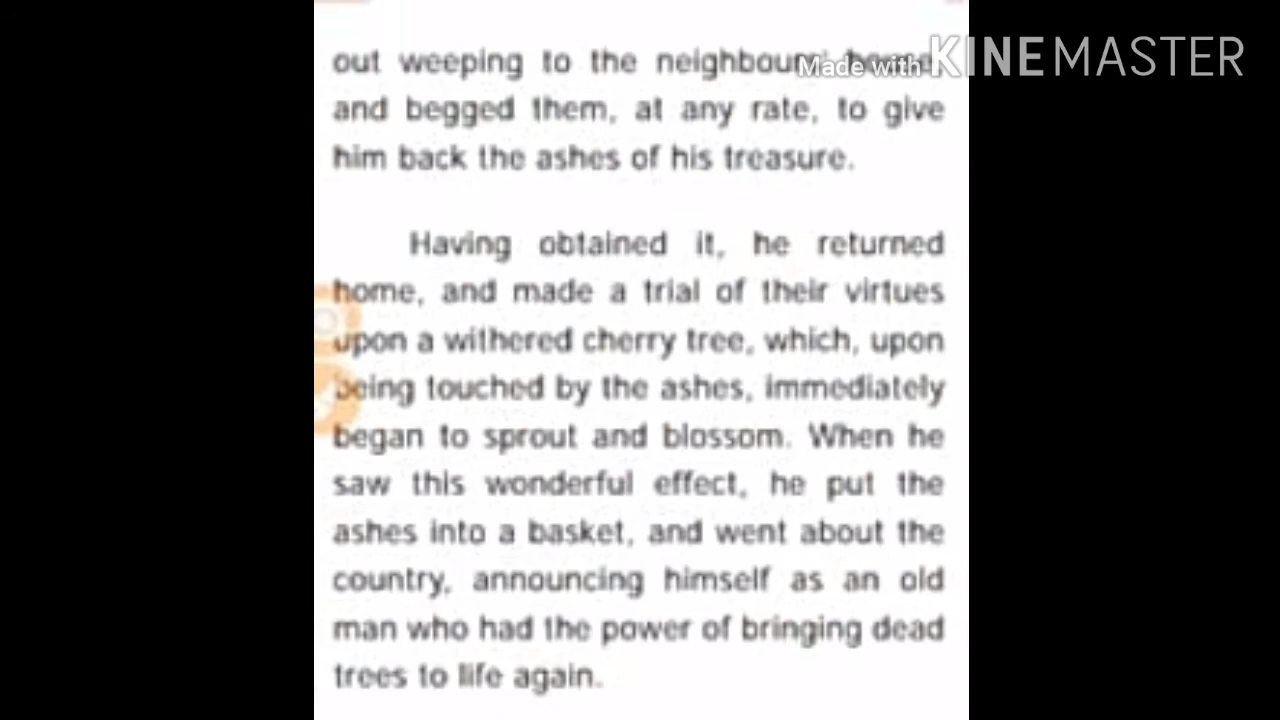 out weeping to the neighbours' home,
Made with KINEMASTER
and begged them, at any rate, to give
him back the ashes of his treasure.
Having obtained it, he returned
home, and made a trial of their virtues
upon a withered cherry tree, which, upon
being touched by the ashes, immediately
began to sprout and blossom. When he
saw this wonderful effect, he put the
ashes into a basket, and went about the
country, announcing himself as an old
man who had the power of bringing dead
trees to life again.